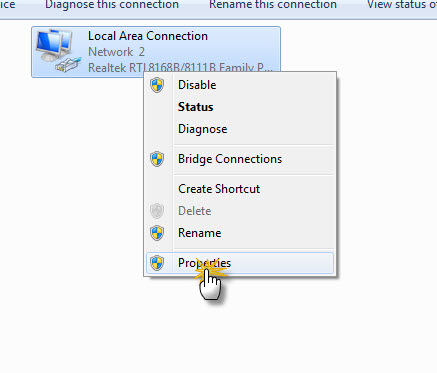 ice Diagnose this connection Rename this connection View status of
Local Area Connection
Network 2
Realtek RTL8168B/8111B Family P...
Disable
Status
Diagnose
Bridge Connections
Create Shortcut
Delete
Rename
Properties